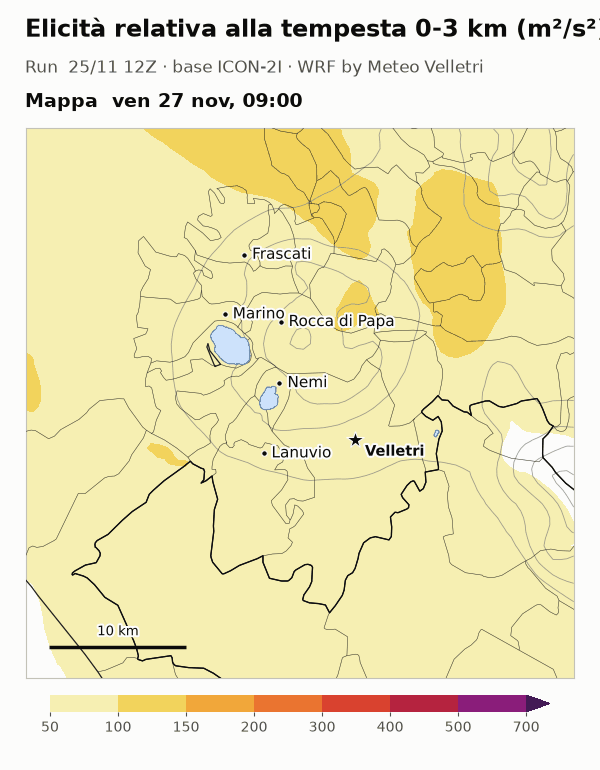 Elicità relativa alla tempesta 0-3 km (m²/s²)
Run 25/11 12Z · base ICON-2I · WRF by Meteo Velletri
Mappa ven 27 nov, 09:00
Frascati
Marino
Rocca di Papa
Nemi
Lanuvio
Velletri
10 km
50 100 150 200 300 400 500 700